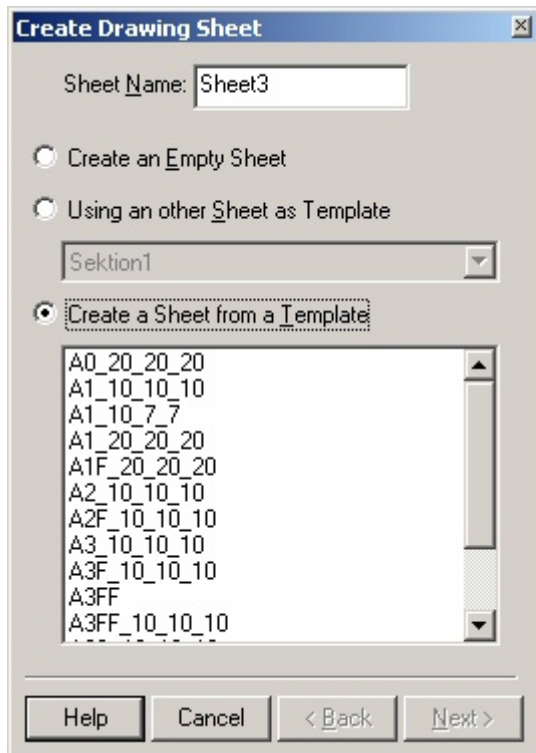 Create Drawing Sheet
Sheet Name: Sheet3
Create an Empty Sheet
Using an other Sheet as Template
Sektion1
Create a Sheet from a Template
A0_20_20_20
A1_10_10_10
A1_10_7_7
A1_20_20_20
A1F_20_20_20
A2_10_10_10
A2F_10_10_10
A3_10_10_10
A3F_10_10_10
A3FF
A3FF_10_10_10
Help Cancel < Back Next >